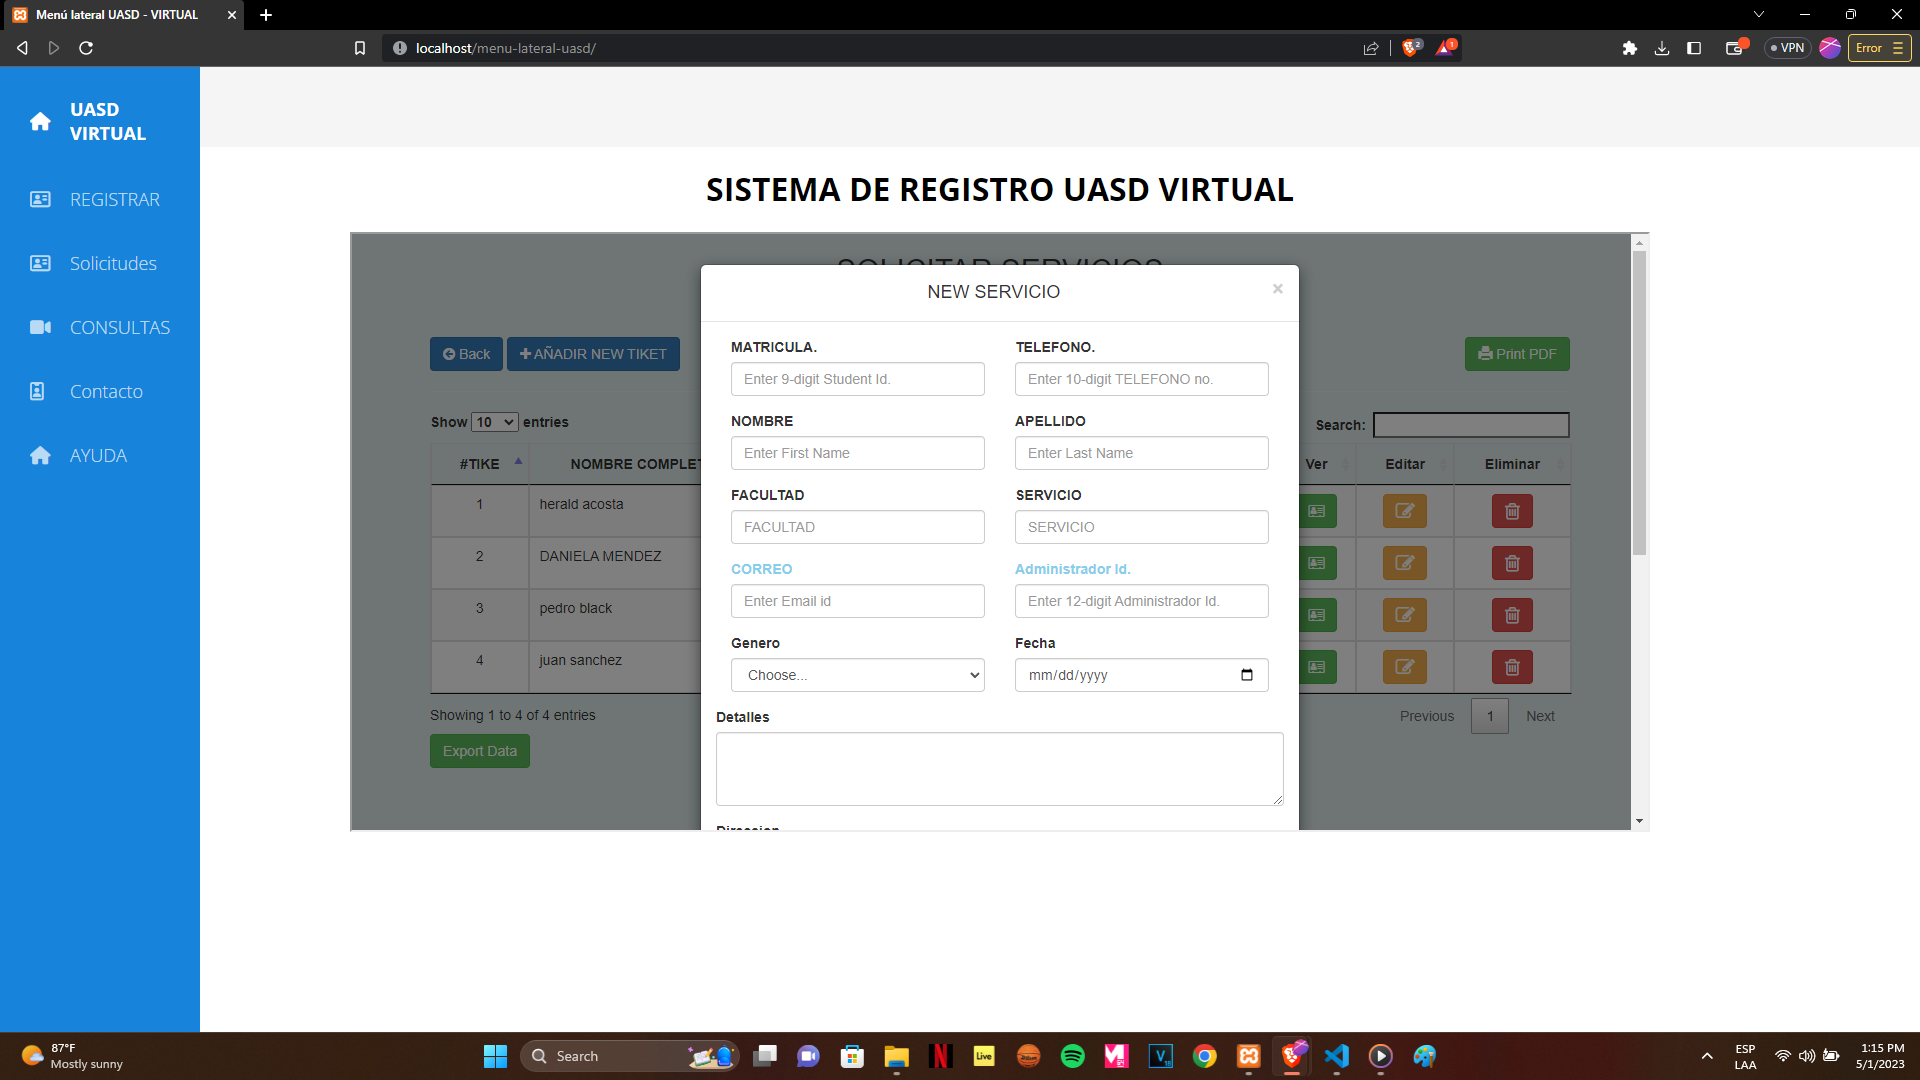 Menú lateral UASD - VIRTUAL
localhost/menu-lateral-uasd/
2
1
VPN
Error
UASD
VIRTUAL
REGISTRAR
Solicitudes
CONSULTAS
Contacto
AYUDA
SISTEMA DE REGISTRO UASD VIRTUAL
SOLICITAR SERVICIOS
NEW SERVICIO
×
Back
AÑADIR NEW TIKET
Print PDF
Show 10 entries
Search:
#TIKE
NOMBRE COMPLET
Ver
Editar
Eliminar
1
herald acosta
2
DANIELA MENDEZ
3
pedro black
4
juan sanchez
Showing 1 to 4 of 4 entries
Previous
1
Next
Export Data
MATRICULA.
TELEFONO.
Enter 9-digit Student Id.
Enter 10-digit TELEFONO no.
NOMBRE
APELLIDO
Enter First Name
Enter Last Name
FACULTAD
SERVICIO
FACULTAD
SERVICIO
CORREO
Administrador Id.
Enter Email id
Enter 12-digit Administrador Id.
Genero
Fecha
Choose...
mm/dd/yyyy
Detalles
Direccion
87°F
Mostly sunny
Search
Live
ESP
LAA
1:15 PM
5/1/2023